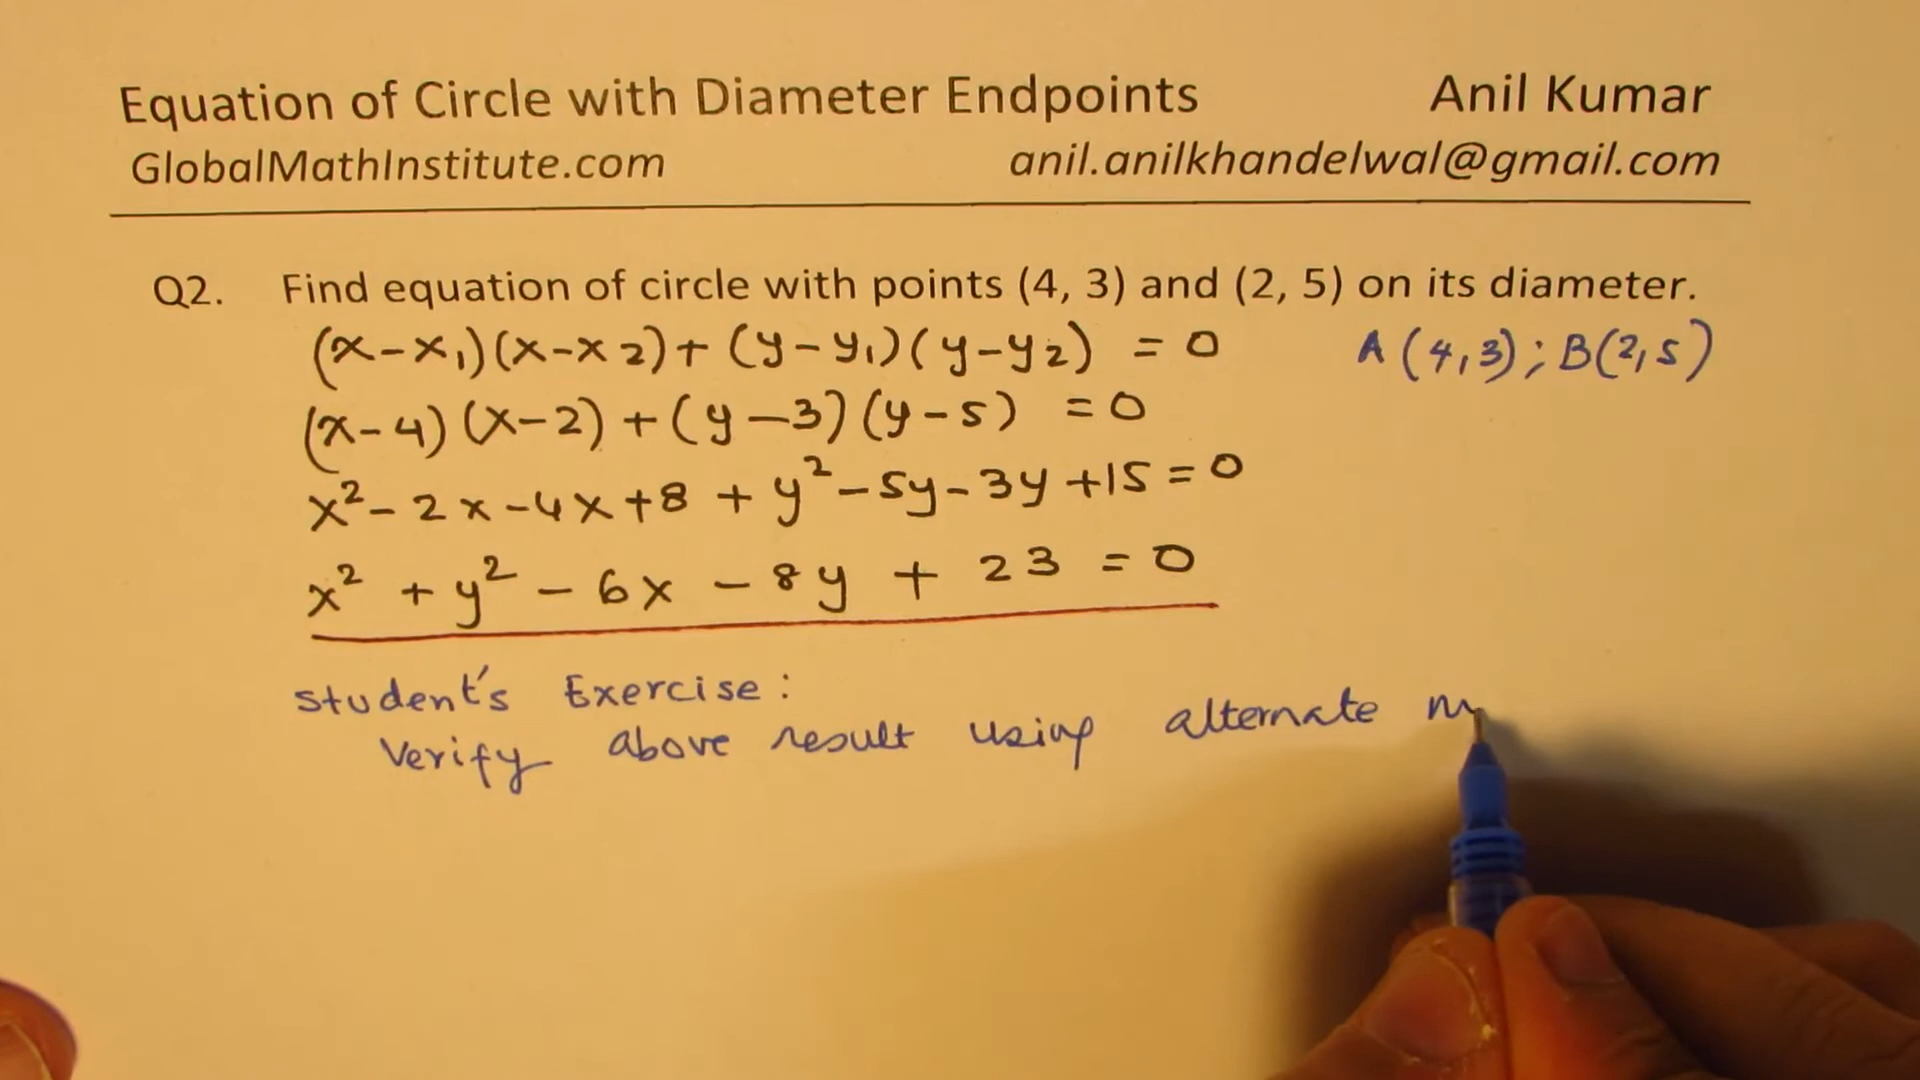 Equation of Circle with Diameter Endpoints Anil Kumar
GlobalMathInstitute.com anil.anilkhandelwal@gmail.com
Q2. Find equation of circle with points (4, 3) and (2, 5) on its diameter.
(x-x₁)(x-x2)+(y-y₁)(y-y₂) = 0 A(4,3); B(2,5)
(x-4)(x-2)+(y-3)(y-5) = 0
x²-2x-4x+8+y²-5y-3y+15=0
x² + y² - 6x - 8y + 23 = 0
Student's Exercise:
Verify above result using alternate m